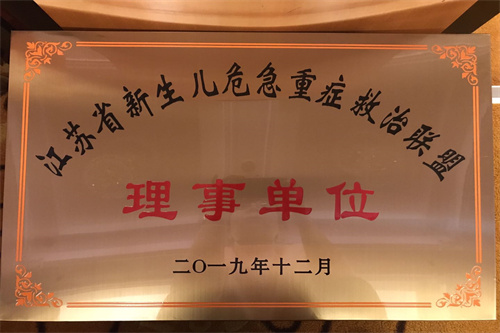 江苏省新生儿危急重症救治联盟
理事单位
二〇一九年十二月